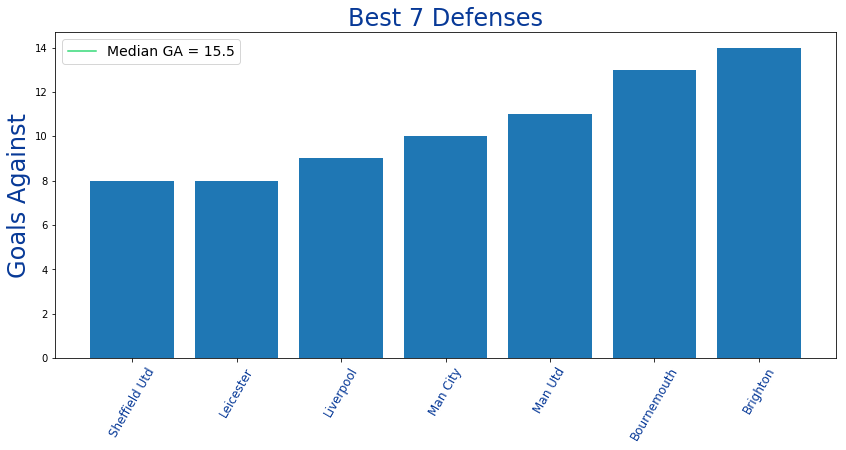 Best 7 Defenses
Median GA = 15.5
Goals Against
14
12
10
8
6
4
2
0
Sheffield Utd
Leicester
Liverpool
Man City
Man Utd
Bournemouth
Brighton